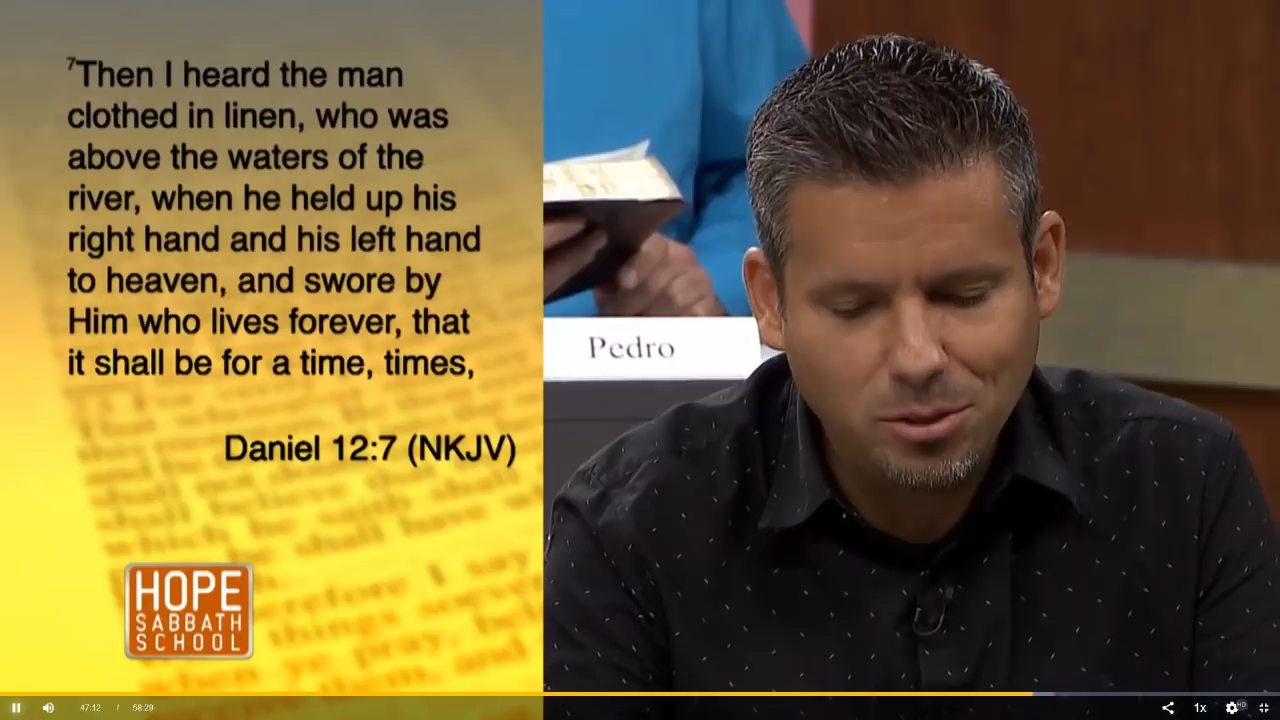 7Then I heard the man
clothed in linen, who was
above the waters of the
river, when he held up his
right hand and his left hand
to heaven, and swore by
Him who lives forever, that
it shall be for a time, times,
Daniel 12:7 (NKJV)
HOPE
SABBATH
SCHOOL
Pedro
47:12 / 58:29
1x
HD